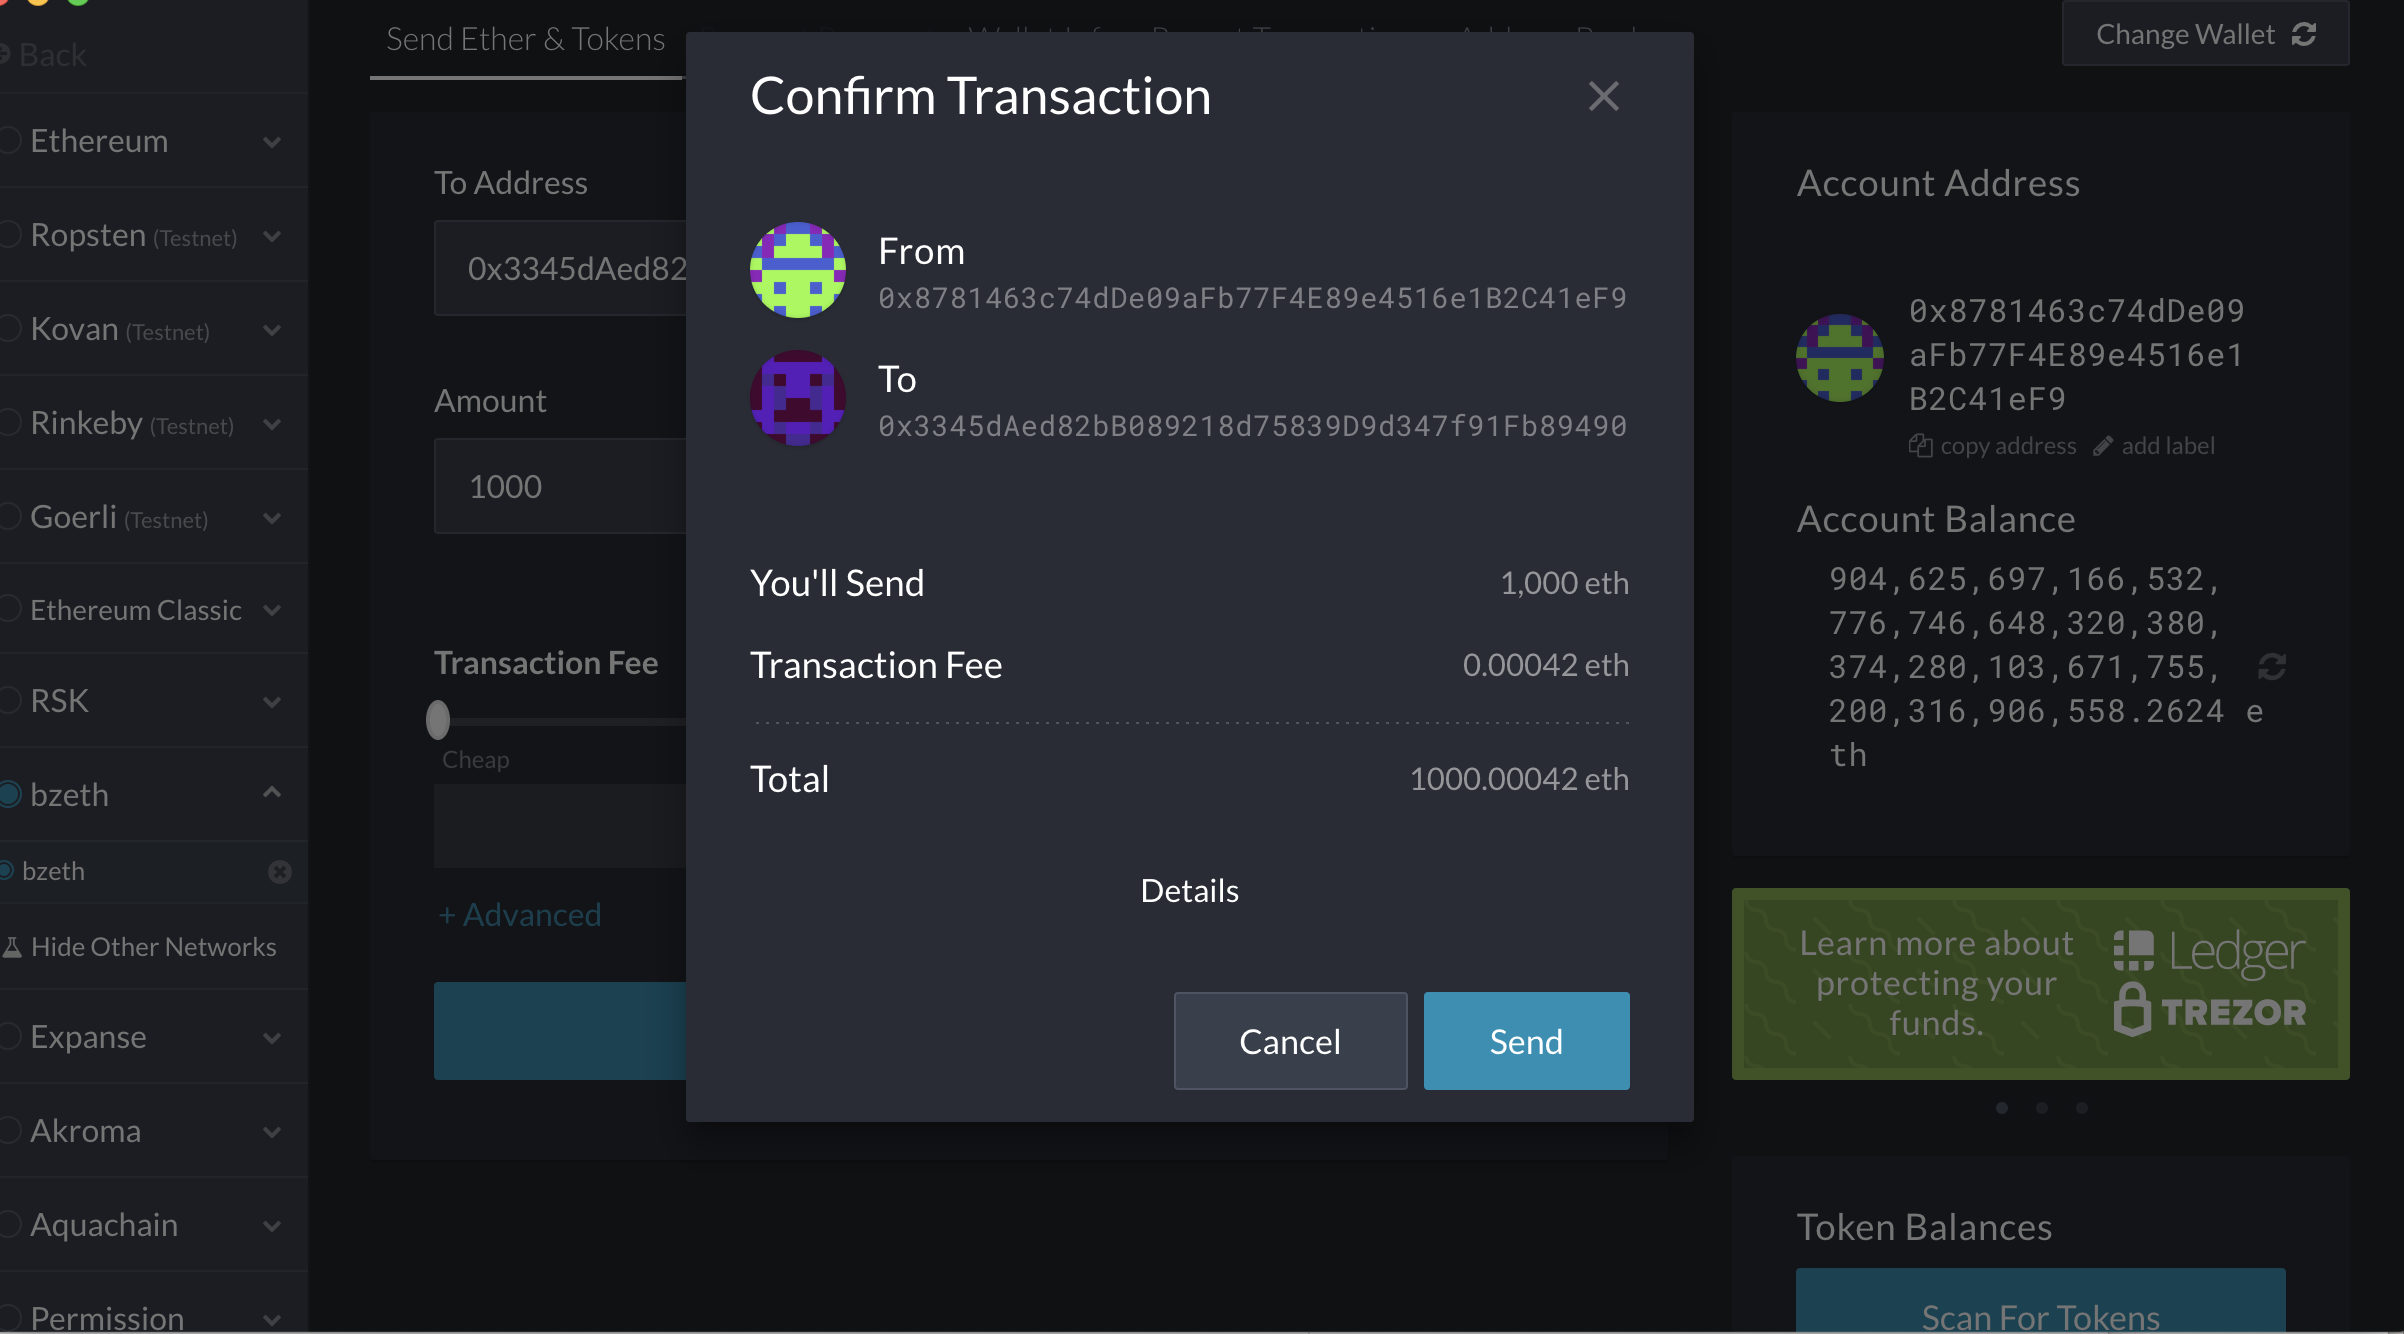 Back
Ethereum
Ropsten (Testnet)
Kovan (Testnet)
Rinkeby (Testnet)
Goerli (Testnet)
Ethereum Classic
RSK
bzeth
bzeth
Hide Other Networks
Expanse
Akroma
Aquachain
Permission
Send Ether & Tokens
To Address
0x3345dAed82
Amount
1000
Transaction Fee
Cheap
+ Advanced
Confirm Transaction
From
0x8781463c74dDe09aFb77F4E89e4516e1B2C41eF9
To
0x3345dAed82bB089218d75839D9d347f91Fb89490
You'll Send 1,000 eth
Transaction Fee 0.00042 eth
Total 1000.00042 eth
Details
Cancel Send
Change Wallet
Account Address
0x8781463c74dDe09
aFb77F4E89e4516e1
B2C41eF9
copy address add label
Account Balance
904,625,697,166,532,
776,746,648,320,380,
374,280,103,671,755,
200,316,906,558.2624 e
th
Learn more about
protecting your
funds.
Ledger
TREZOR
Token Balances
Scan For Tokens